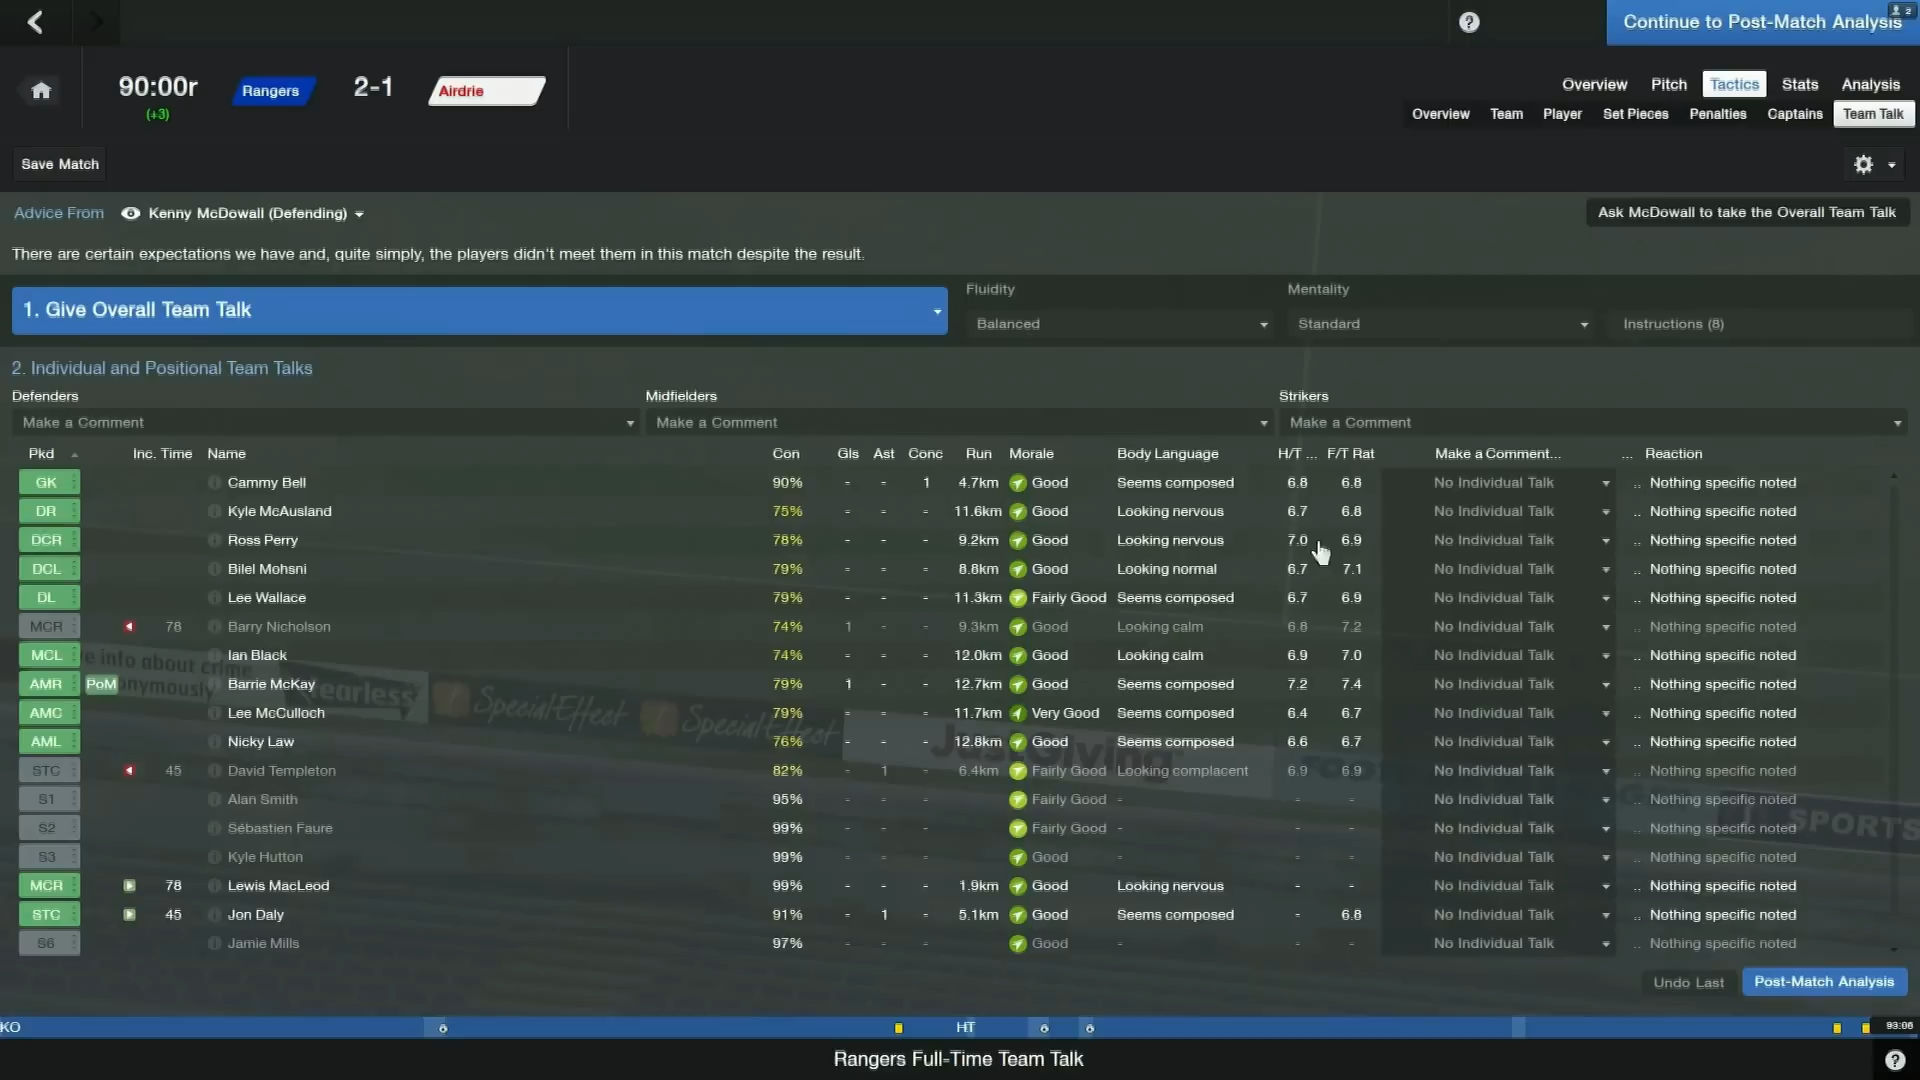 2
Continue to Post-Match Analysis
90:00r Rangers 2-1 Airdrie
(+3)
Overview Pitch Tactics Stats Analysis
Overview Team Player Set Pieces Penalties Captains Team Talk
Save Match
Advice From Kenny McDowall (Defending) Ask McDowall to take the Overall Team Talk
There are certain expectations we have and, quite simply, the players didn't meet them in this match despite the result.
Fluidity Mentality
1. Give Overall Team Talk Balanced Standard Instructions (8)
2. Individual and Positional Team Talks
Defenders Midfielders Strikers
Make a Comment Make a Comment Make a Comment
Pkd Inc. Time Name Con Gls Ast Conc Run Morale Body Language H/T ... F/T Rat Make a Comment... ... Reaction
GK Cammy Bell 90% - - 1 4.7km Good Seems composed 6.8 6.8 No Individual Talk .. Nothing specific noted
DR Kyle McAusland 75% - - - 11.6km Good Looking nervous 6.7 6.8 No Individual Talk .. Nothing specific noted
DCR Ross Perry 78% - - - 9.2km Good Looking nervous 7.0 6.9 No Individual Talk .. Nothing specific noted
DCL Bilel Mohsni 79% - - - 8.8km Good Looking normal 6.7 7.1 No Individual Talk .. Nothing specific noted
DL Lee Wallace 79% - - - 11.3km Fairly Good Seems composed 6.7 6.9 No Individual Talk .. Nothing specific noted
MCR 78 Barry Nicholson 74% 1 - - 9.3km Good Looking calm 6.8 7.2 No Individual Talk .. Nothing specific noted
MCL Ian Black 74% - - - 12.0km Good Looking calm 6.9 7.0 No Individual Talk .. Nothing specific noted
AMR PoM Barrie McKay 79% 1 - - 12.7km Good Seems composed 7.2 7.4 No Individual Talk .. Nothing specific noted
AMC Lee McCulloch 79% - - - 11.7km Very Good Seems composed 6.4 6.7 No Individual Talk .. Nothing specific noted
AML Nicky Law 76% - - - 12.8km Good Seems composed 6.6 6.7 No Individual Talk .. Nothing specific noted
STC 45 David Templeton 82% - 1 - 6.4km Fairly Good Looking complacent 6.9 6.9 No Individual Talk .. Nothing specific noted
S1 Alan Smith 95% - - - Fairly Good - - - No Individual Talk .. Nothing specific noted
S2 Sébastien Faure 99% - - - Fairly Good - - - No Individual Talk .. Nothing specific noted
S3 Kyle Hutton 99% - - - Good - - - No Individual Talk .. Nothing specific noted
MCR 78 Lewis MacLeod 99% - - - 1.9km Good Looking nervous - - No Individual Talk .. Nothing specific noted
STC 45 Jon Daly 91% - 1 - 5.1km Good Seems composed - 6.8 No Individual Talk .. Nothing specific noted
S6 Jamie Mills 97% - - - Good - - - No Individual Talk .. Nothing specific noted
e info about crime
nymously
fearless
SpecialEffect
SpecialEffect
JustGiving
SPORTS
Undo Last Post-Match Analysis
KO HT 93:06
Rangers Full-Time Team Talk